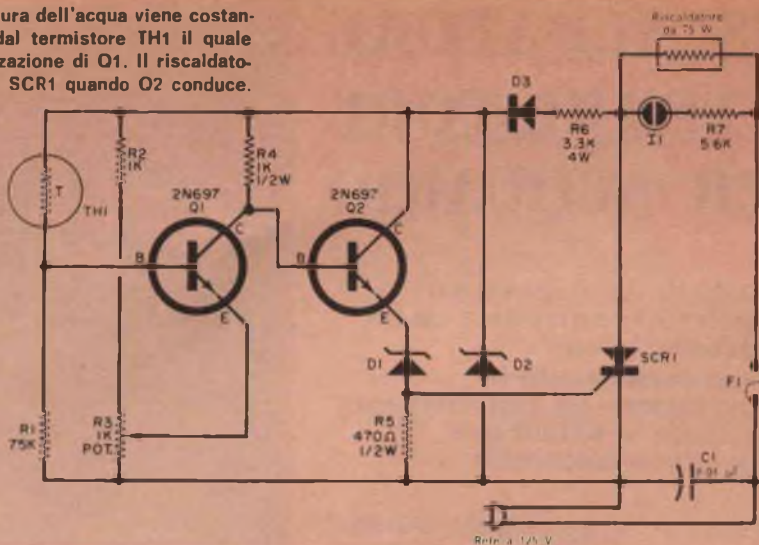 ura dell'acqua viene costan-
dal termistore TH1 il quale
zazione di Q1. Il riscaldato-
SCR1 quando Q2 conduce.
Riscaldatore
da 75 W
D3
R6
3.3K
4W
I1
R7
5.6K
R2
1K
R4
1K
1/2W
T
TH1
2N697
Q1
2N697
Q2
C
C
B
B
E
E
D1
D2
SCR1
F1
R1
75K
R3
1K
POT.
R5
470Ω
1/2W
C1
Rete a 125 V